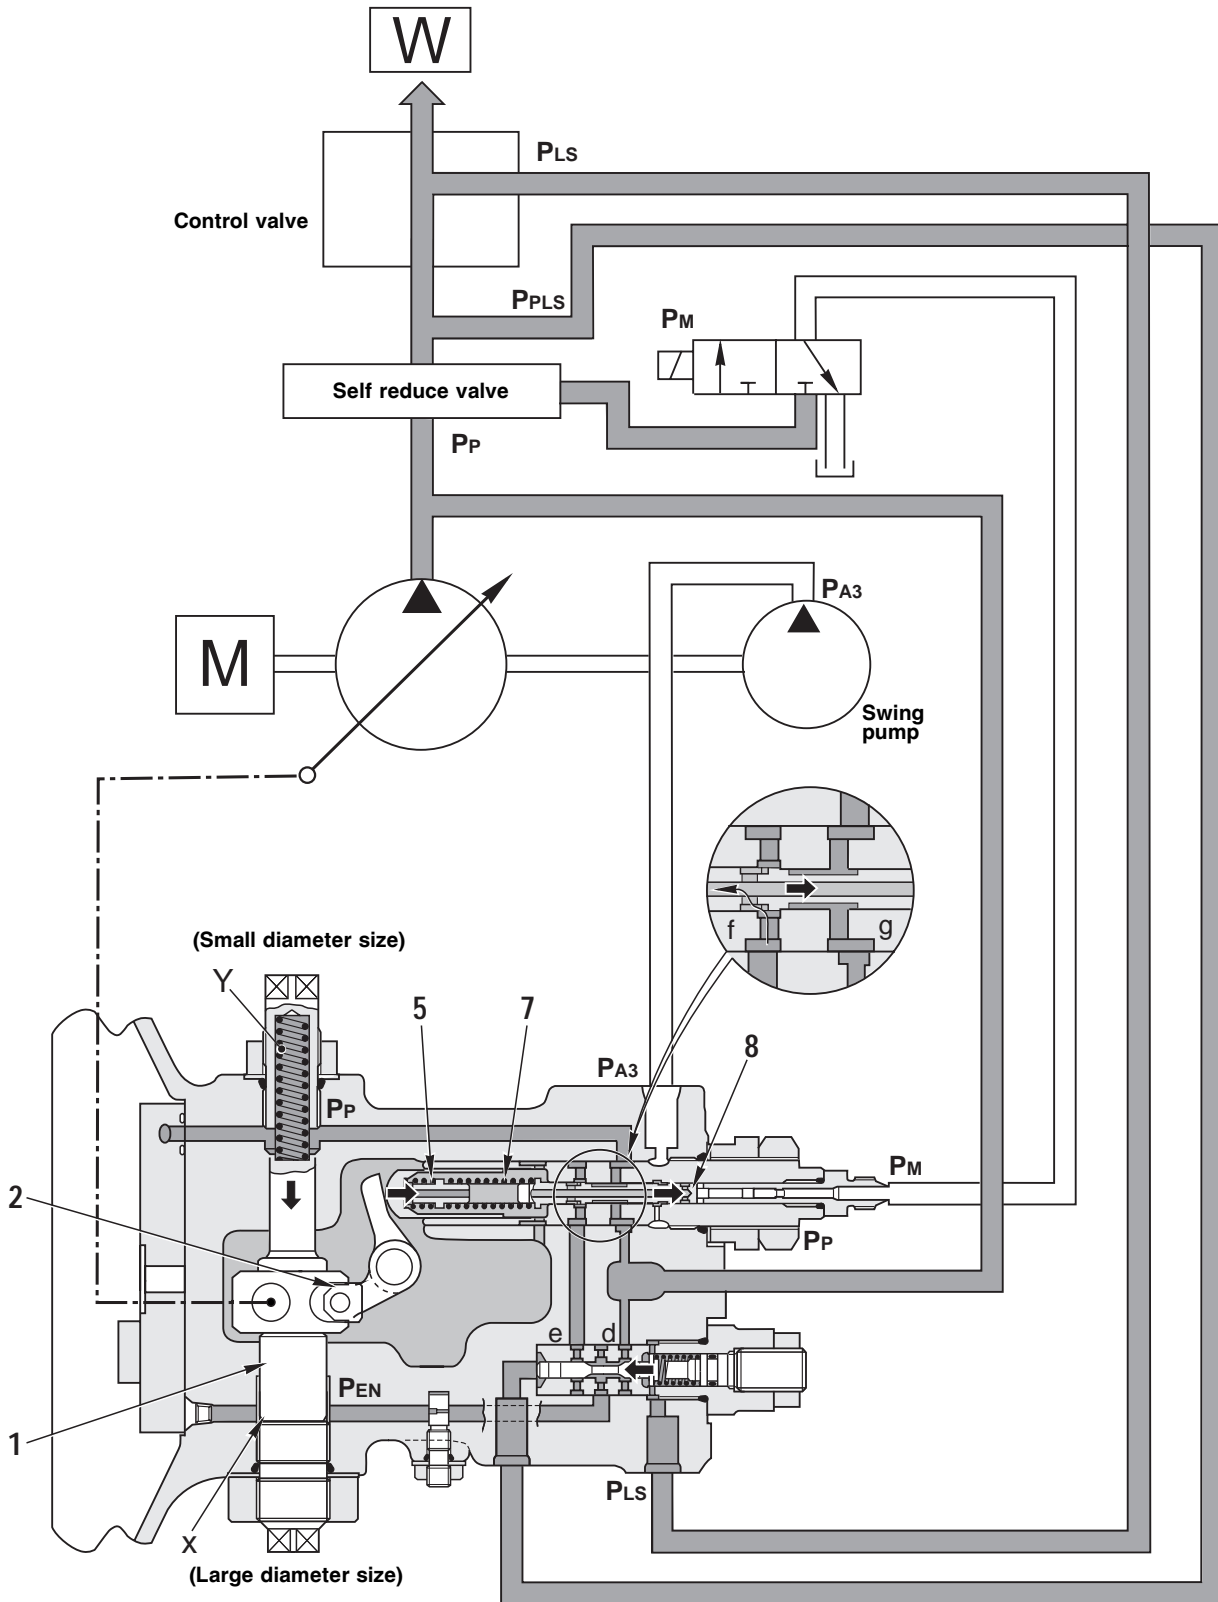 W
PLS
Control valve
PPLS
PM
Self reduce valve
PP
PA3
M
Swing
pump
f
g
(Small diameter size)
Y
5
7
8
PA3
PP
PM
2
PP
e
d
PEN
1
PLS
X
(Large diameter size)